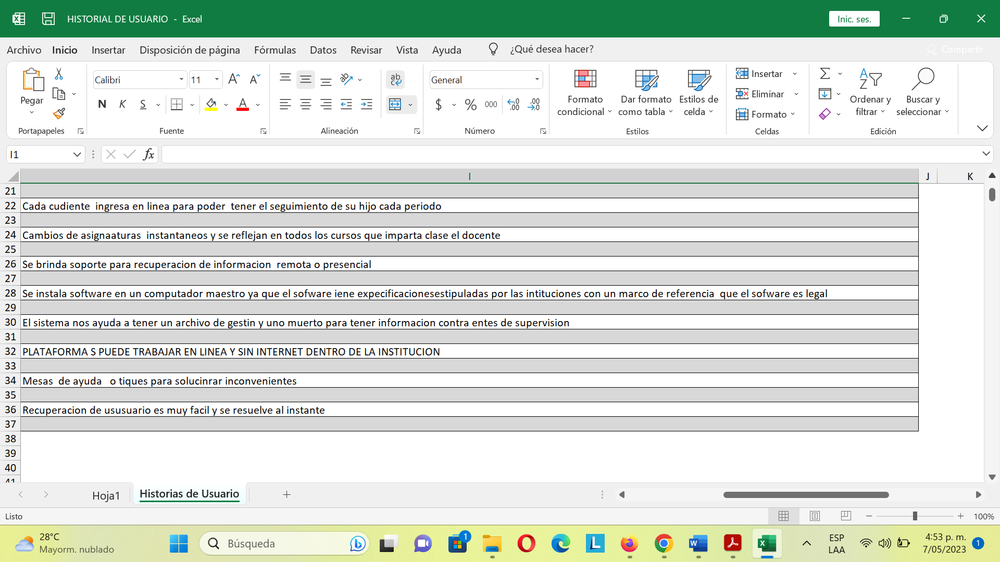 HISTORIAL DE USUARIO - Excel
Inic. ses.
Archivo Inicio Insertar Disposición de página Fórmulas Datos Revisar Vista Ayuda ¿Qué desea hacer? Compartir
Pegar
Portapapeles
Calibri 11
N K S
Fuente
ab
c
Alineación
General
$ % 000 ,00 ,00
Número
Formato condicional
Dar formato como tabla
Estilos de celda
Estilos
Insertar
Eliminar
Formato
Celdas
Ordenar y filtrar
Buscar y seleccionar
Edición
I1
fx
I J K
21
22 Cada cudiente  ingresa en linea para poder  tener el seguimiento de su hijo cada periodo
23
24 Cambios de asignaaturas  instantaneos y se reflejan en todos los cursos que imparta clase el docente
25
26 Se brinda soporte para recuperacion de informacion  remota o presencial
27
28 Se instala software en un computador maestro ya que el sofware iene expecificacionesestipuladas por las intituciones con un marco de referencia  que el sofware es legal
29
30 El sistema nos ayuda a tener un archivo de gestin y uno muerto para tener informacion contra entes de supervision
31
32 PLATAFORMA S PUEDE TRABAJAR EN LINEA Y SIN INTERNET DENTRO DE LA INSTITUCION
33
34 Mesas  de ayuda   o tiques para solucinrar inconvenientes
35
36 Recuperacion de ususuario es muy facil y se resuelve al instante
37
38
39
40
41
Hoja1 Historias de Usuario
Listo
100%
28°C
Mayorm. nublado
Búsqueda
1
ESP
LAA
4:53 p. m.
7/05/2023
1